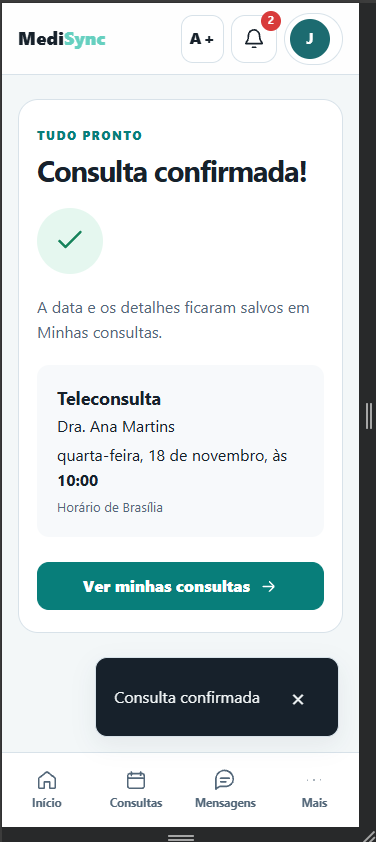 MediSync
A+
2
J
TUDO PRONTO
Consulta confirmada!
A data e os detalhes ficaram salvos em
Minhas consultas.
Teleconsulta
Dra. Ana Martins
quarta-feira, 18 de novembro, às
10:00
Horário de Brasília
Ver minhas consultas →
Consulta confirmada ×
Início Consultas Mensagens Mais